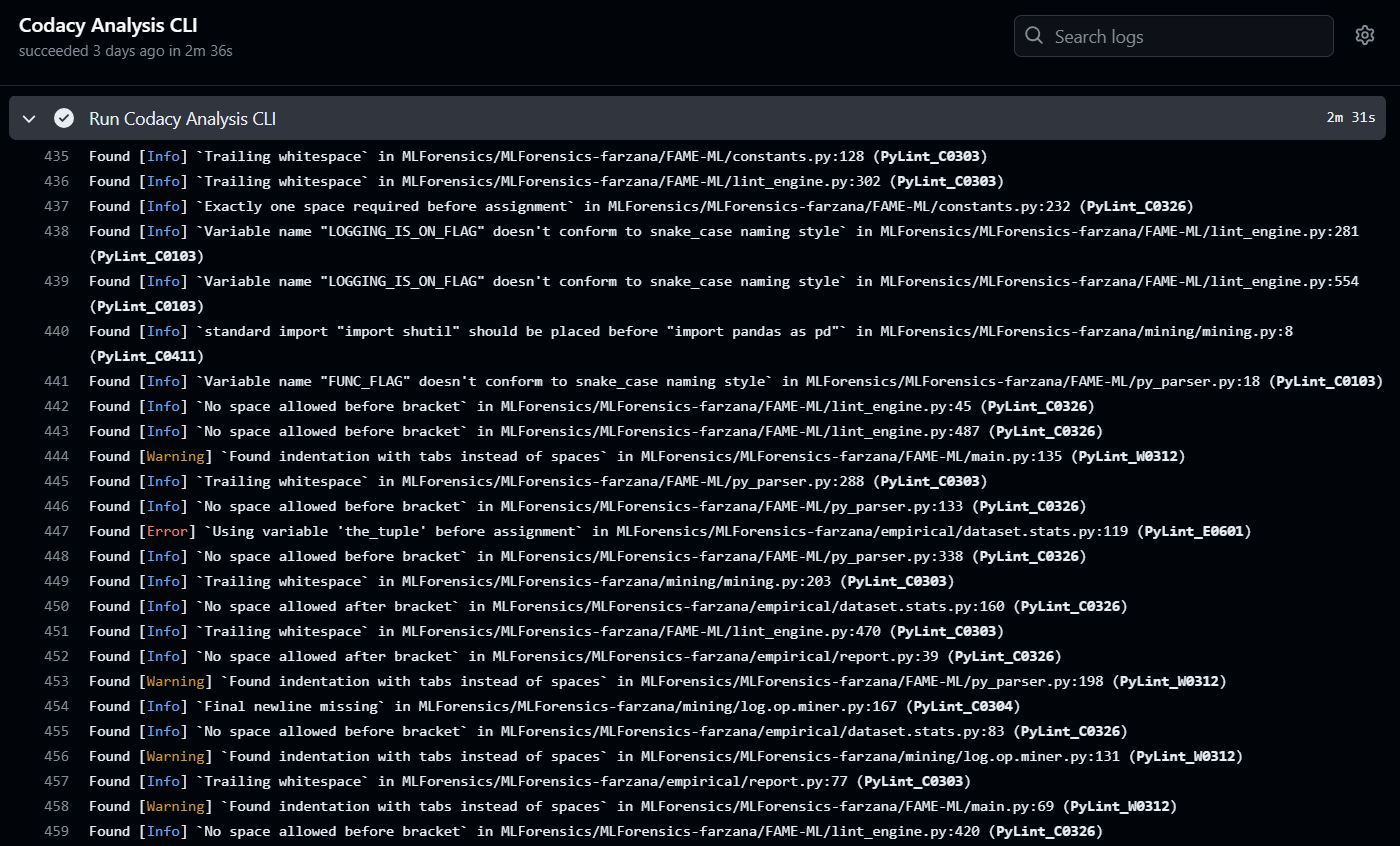 Codacy Analysis CLI
succeeded 3 days ago in 2m 36s
Search logs
Run Codacy Analysis CLI
2m 31s
435 Found [Info] `Trailing whitespace` in MLForensics/MLForensics-farzana/FAME-ML/constants.py:128 (PyLint_C0303)
436 Found [Info] `Trailing whitespace` in MLForensics/MLForensics-farzana/FAME-ML/lint_engine.py:302 (PyLint_C0303)
437 Found [Info] `Exactly one space required before assignment` in MLForensics/MLForensics-farzana/FAME-ML/constants.py:232 (PyLint_C0326)
438 Found [Info] `Variable name "LOGGING_IS_ON_FLAG" doesn't conform to snake_case naming style` in MLForensics/MLForensics-farzana/FAME-ML/lint_engine.py:281
(PyLint_C0103)
439 Found [Info] `Variable name "LOGGING_IS_ON_FLAG" doesn't conform to snake_case naming style` in MLForensics/MLForensics-farzana/FAME-ML/lint_engine.py:554
(PyLint_C0103)
440 Found [Info] `standard import "import shutil" should be placed before "import pandas as pd"` in MLForensics/MLForensics-farzana/mining/mining.py:8
(PyLint_C0411)
441 Found [Info] `Variable name "FUNC_FLAG" doesn't conform to snake_case naming style` in MLForensics/MLForensics-farzana/FAME-ML/py_parser.py:18 (PyLint_C0103)
442 Found [Info] `No space allowed before bracket` in MLForensics/MLForensics-farzana/FAME-ML/lint_engine.py:45 (PyLint_C0326)
443 Found [Info] `No space allowed before bracket` in MLForensics/MLForensics-farzana/FAME-ML/lint_engine.py:487 (PyLint_C0326)
444 Found [Warning] `Found indentation with tabs instead of spaces` in MLForensics/MLForensics-farzana/FAME-ML/main.py:135 (PyLint_W0312)
445 Found [Info] `Trailing whitespace` in MLForensics/MLForensics-farzana/FAME-ML/py_parser.py:288 (PyLint_C0303)
446 Found [Info] `No space allowed before bracket` in MLForensics/MLForensics-farzana/FAME-ML/py_parser.py:133 (PyLint_C0326)
447 Found [Error] `Using variable 'the_tuple' before assignment` in MLForensics/MLForensics-farzana/empirical/dataset.stats.py:119 (PyLint_E0601)
448 Found [Info] `No space allowed before bracket` in MLForensics/MLForensics-farzana/FAME-ML/py_parser.py:338 (PyLint_C0326)
449 Found [Info] `Trailing whitespace` in MLForensics/MLForensics-farzana/mining/mining.py:203 (PyLint_C0303)
450 Found [Info] `No space allowed after bracket` in MLForensics/MLForensics-farzana/empirical/dataset.stats.py:160 (PyLint_C0326)
451 Found [Info] `Trailing whitespace` in MLForensics/MLForensics-farzana/FAME-ML/lint_engine.py:470 (PyLint_C0303)
452 Found [Info] `No space allowed after bracket` in MLForensics/MLForensics-farzana/empirical/report.py:39 (PyLint_C0326)
453 Found [Warning] `Found indentation with tabs instead of spaces` in MLForensics/MLForensics-farzana/FAME-ML/py_parser.py:198 (PyLint_W0312)
454 Found [Info] `Final newline missing` in MLForensics/MLForensics-farzana/mining/log.op.miner.py:167 (PyLint_C0304)
455 Found [Info] `No space allowed before bracket` in MLForensics/MLForensics-farzana/empirical/dataset.stats.py:83 (PyLint_C0326)
456 Found [Warning] `Found indentation with tabs instead of spaces` in MLForensics/MLForensics-farzana/mining/log.op.miner.py:131 (PyLint_W0312)
457 Found [Info] `Trailing whitespace` in MLForensics/MLForensics-farzana/empirical/report.py:77 (PyLint_C0303)
458 Found [Warning] `Found indentation with tabs instead of spaces` in MLForensics/MLForensics-farzana/FAME-ML/main.py:69 (PyLint_W0312)
459 Found [Info] `No space allowed before bracket` in MLForensics/MLForensics-farzana/FAME-ML/lint_engine.py:420 (PyLint_C0326)